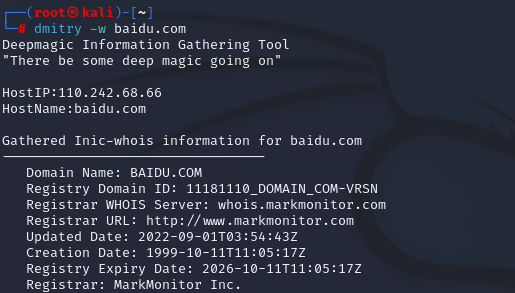 ┌──(root㉿kali)-[~]
└─# dmitry -w baidu.com
Deepmagic Information Gathering Tool
"There be some deep magic going on"
HostIP:110.242.68.66
HostName:baidu.com
Gathered Inic-whois information for baidu.com
---------------------------------
Domain Name: BAIDU.COM
Registry Domain ID: 11181110_DOMAIN_COM-VRSN
Registrar WHOIS Server: whois.markmonitor.com
Registrar URL: http://www.markmonitor.com
Updated Date: 2022-09-01T03:54:43Z
Creation Date: 1999-10-11T11:05:17Z
Registry Expiry Date: 2026-10-11T11:05:17Z
Registrar: MarkMonitor Inc.